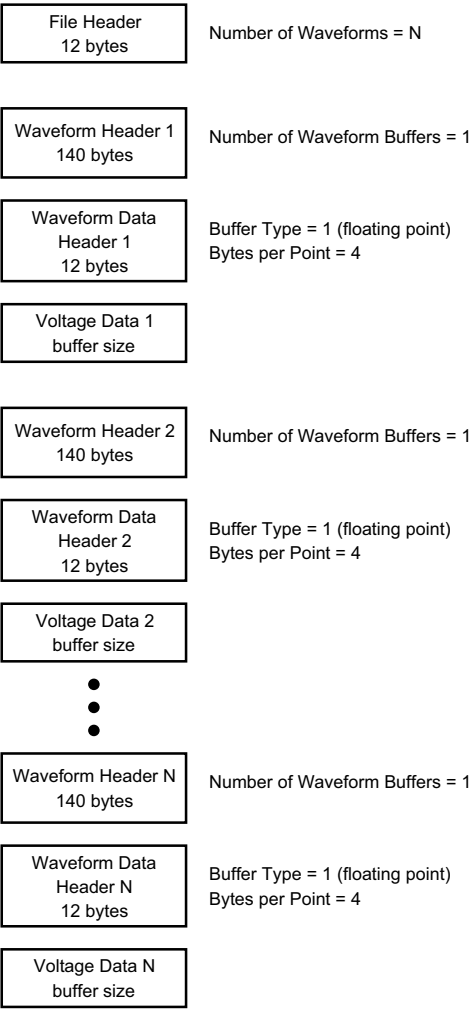 File Header
12 bytes
Number of Waveforms = N
Waveform Header 1
140 bytes
Number of Waveform Buffers = 1
Waveform Data
Header 1
12 bytes
Buffer Type = 1 (floating point)
Bytes per Point = 4
Voltage Data 1
buffer size
Waveform Header 2
140 bytes
Number of Waveform Buffers = 1
Waveform Data
Header 2
12 bytes
Buffer Type = 1 (floating point)
Bytes per Point = 4
Voltage Data 2
buffer size
Waveform Header N
140 bytes
Number of Waveform Buffers = 1
Waveform Data
Header N
12 bytes
Buffer Type = 1 (floating point)
Bytes per Point = 4
Voltage Data N
buffer size